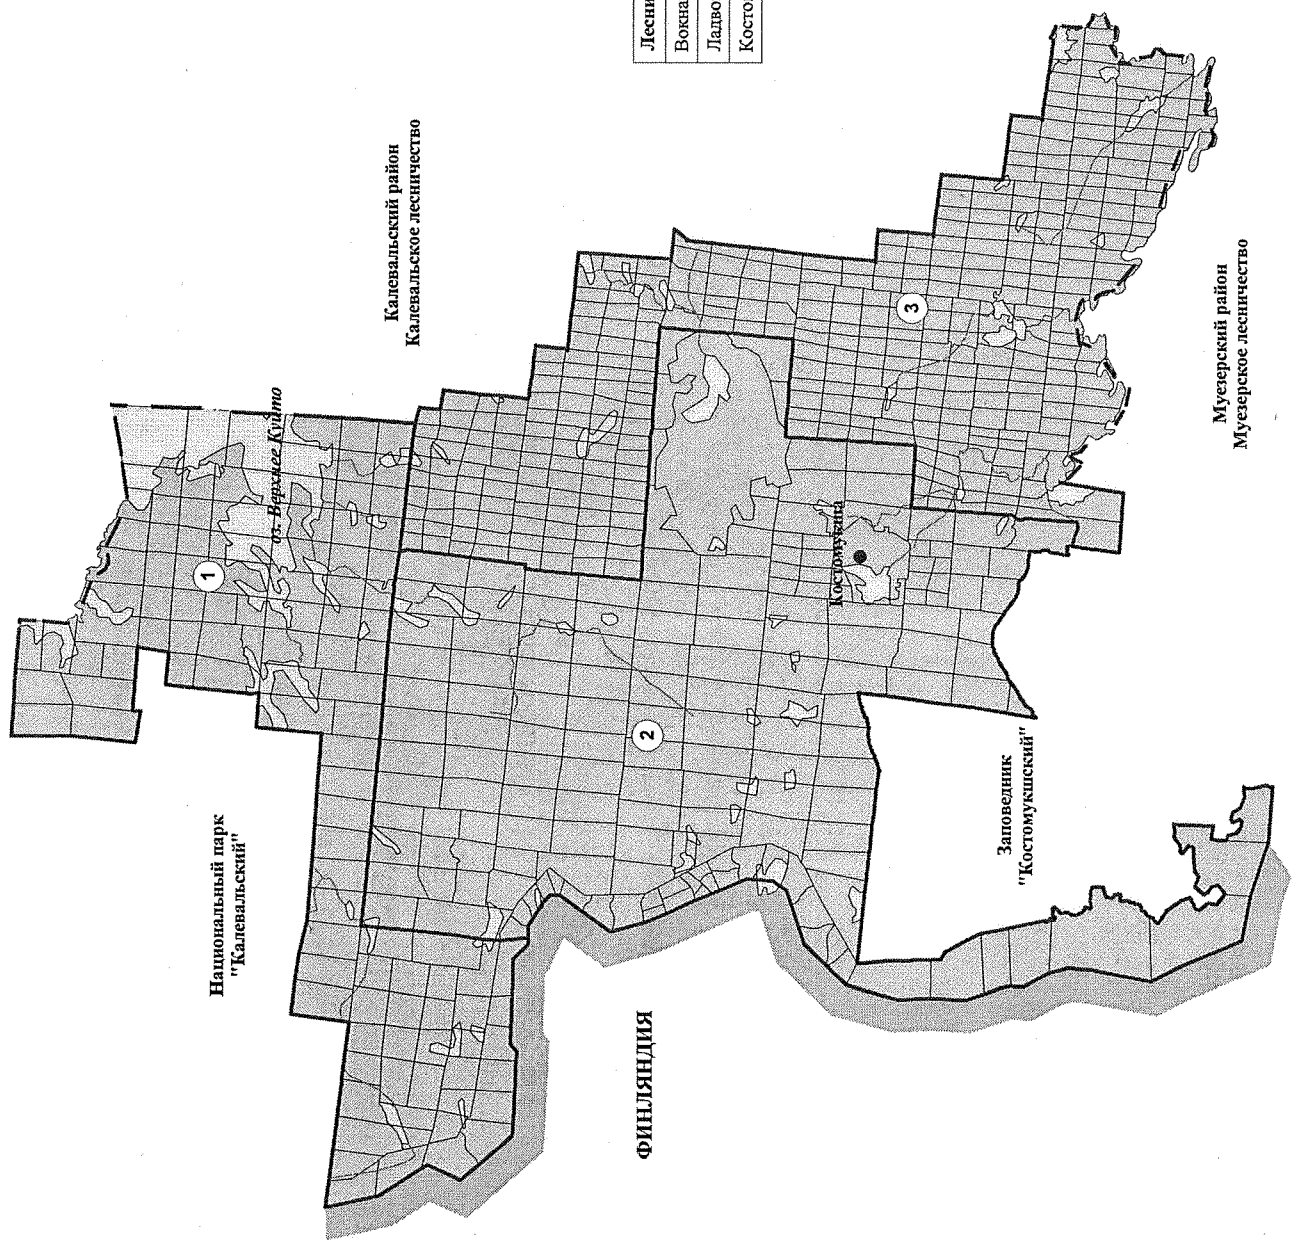 Национальный парк
"Калевальский"
Калевальский район
Калевальское лесничество
оз. Верхнее Куйто
1
2
3
Костомукша
ФИНЛЯНДИЯ
Заповедник
"Костомукшский"
Муезерский район
Муезерское лесничество